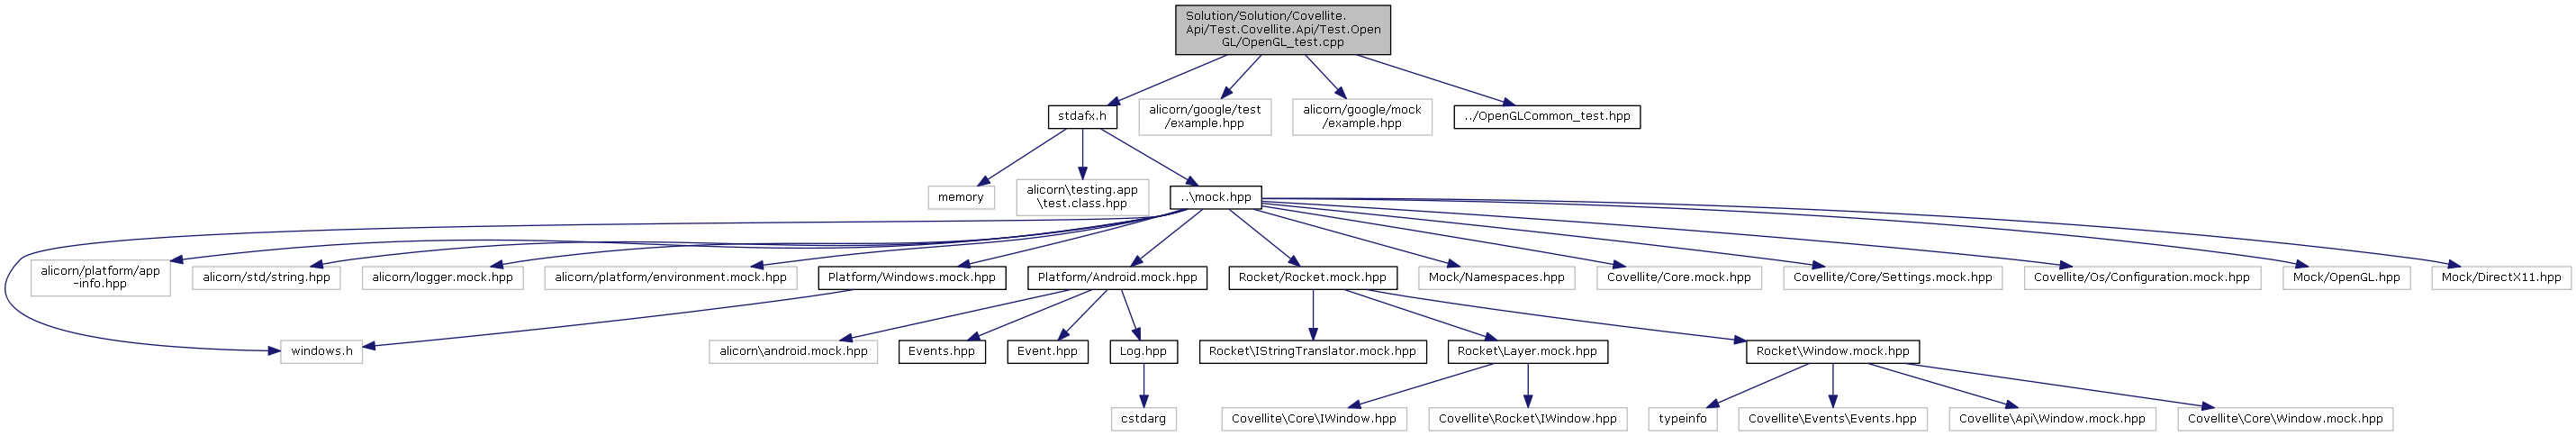 Solution/Solution/Covellite.
Api/Test.Covellite.Api/Test.Open
GL/OpenGL_test.cpp
stdafx.h
alicorn/google/test
/example.hpp
alicorn/google/mock
/example.hpp
../OpenGLCommon_test.hpp
memory
alicorn\testing.app
\test.class.hpp
..\mock.hpp
alicorn/platform/app
-info.hpp
alicorn/std/string.hpp
alicorn/logger.mock.hpp
alicorn/platform/environment.mock.hpp
Platform/Windows.mock.hpp
Platform/Android.mock.hpp
Rocket/Rocket.mock.hpp
Mock/Namespaces.hpp
Covellite/Core.mock.hpp
Covellite/Core/Settings.mock.hpp
Covellite/Os/Configuration.mock.hpp
Mock/OpenGL.hpp
Mock/DirectX11.hpp
windows.h
alicorn\android.mock.hpp
Events.hpp
Event.hpp
Log.hpp
Rocket\IStringTranslator.mock.hpp
Rocket\Layer.mock.hpp
Rocket\Window.mock.hpp
cstdarg
Covellite\Core\IWindow.hpp
Covellite\Rocket\IWindow.hpp
typeinfo
Covellite\Events\Events.hpp
Covellite\Api\Window.mock.hpp
Covellite\Core\Window.mock.hpp